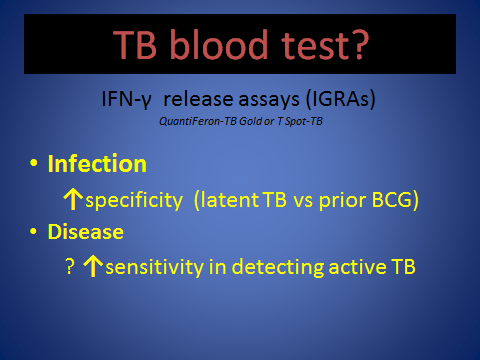 TB blood test?
IFN-γ release assays (IGRAs)
QuantiFeron-TB Gold or T Spot-TB
• Infection
↑specificity (latent TB vs prior BCG)
• Disease
? ↑sensitivity in detecting active TB